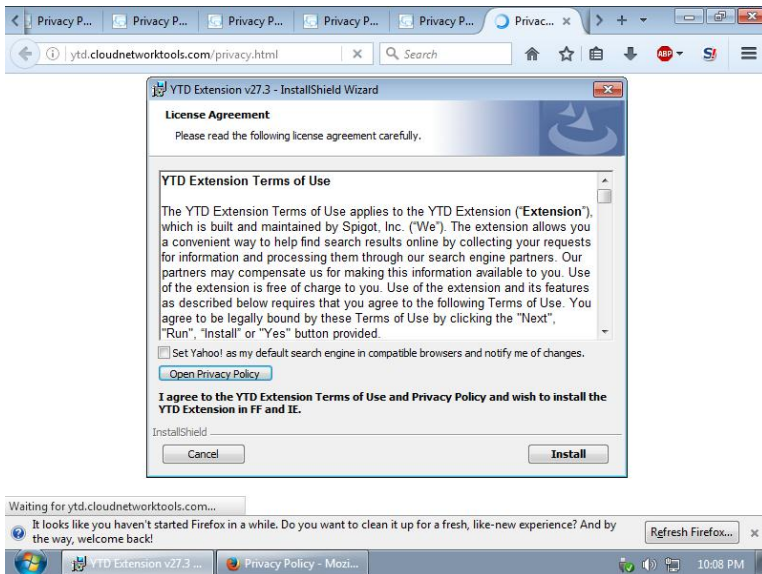 Privacy P...
Privacy P...
Privacy P...
Privacy P...
Privacy P...
Privac...
ytd.cloudnetworktools.com/privacy.html
Search
ABP
S!
YTD Extension v27.3 - InstallShield Wizard
License Agreement
Please read the following license agreement carefully.
YTD Extension Terms of Use
The YTD Extension Terms of Use applies to the YTD Extension (“Extension”),
which is built and maintained by Spigot, Inc. (“We”). The extension allows you
a convenient way to help find search results online by collecting your requests
for information and processing them through our search engine partners. Our
partners may compensate us for making this information available to you. Use
of the extension is free of charge to you. Use of the extension and its features
as described below requires that you agree to the following Terms of Use. You
agree to be legally bound by these Terms of Use by clicking the "Next",
"Run", “Install” or "Yes" button provided.
Set Yahoo! as my default search engine in compatible browsers and notify me of changes.
Open Privacy Policy
I agree to the YTD Extension Terms of Use and Privacy Policy and wish to install the
YTD Extension in FF and IE.
InstallShield
Cancel
Install
Waiting for ytd.cloudnetworktools.com...
It looks like you haven't started Firefox in a while. Do you want to clean it up for a fresh, like-new experience? And by
the way, welcome back!
Refresh Firefox...
YTD Extension v27.3 ...
Privacy Policy - Mozi...
10:08 PM